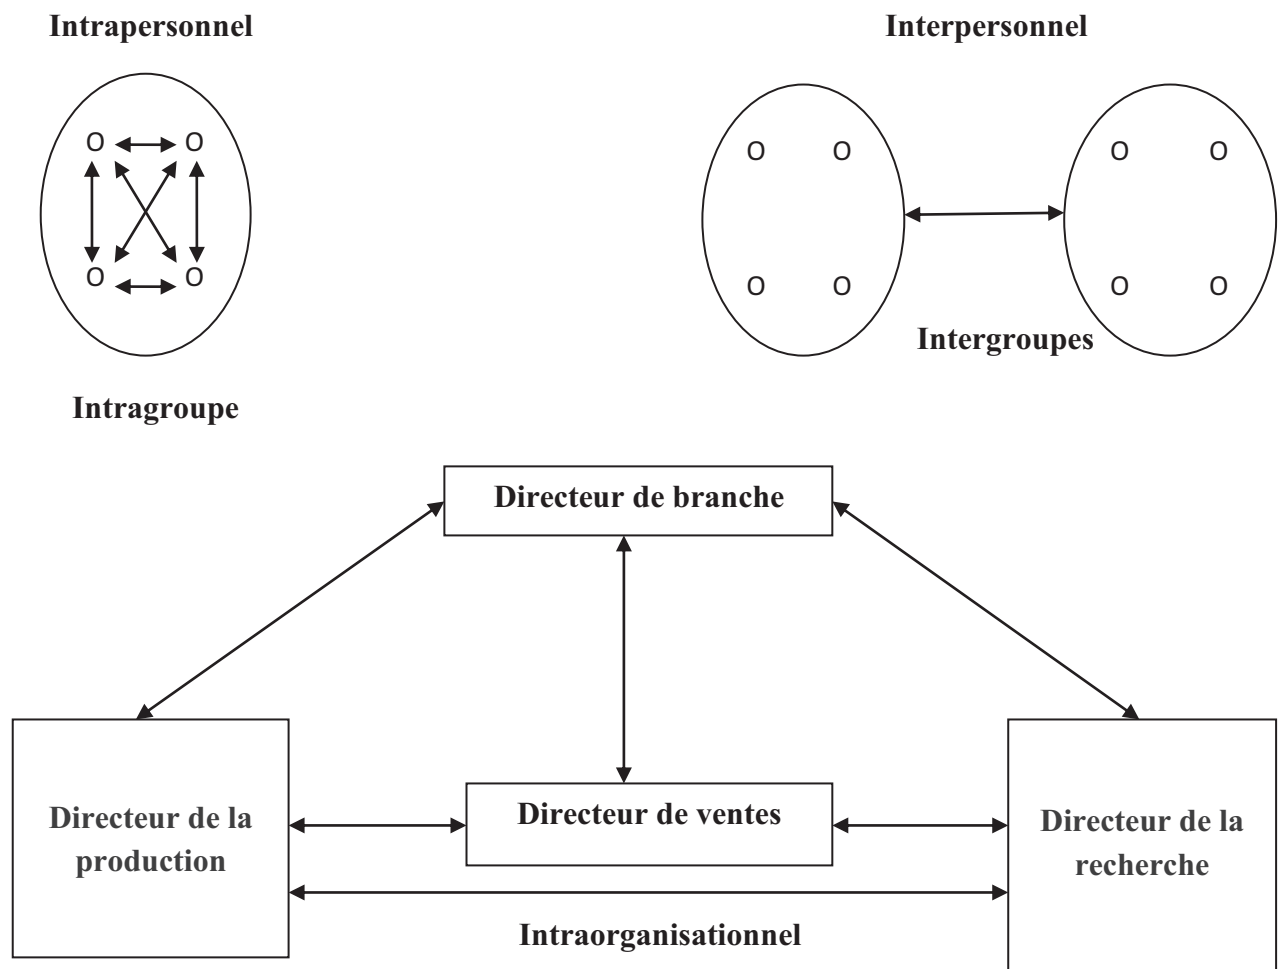 Intrapersonnel
Interpersonnel
O O
O O
O O
O O
O O
O O
Intergroupes
Intragroupe
Directeur de branche
Directeur de la
production
Directeur de ventes
Directeur de la
recherche
Intraorganisationnel